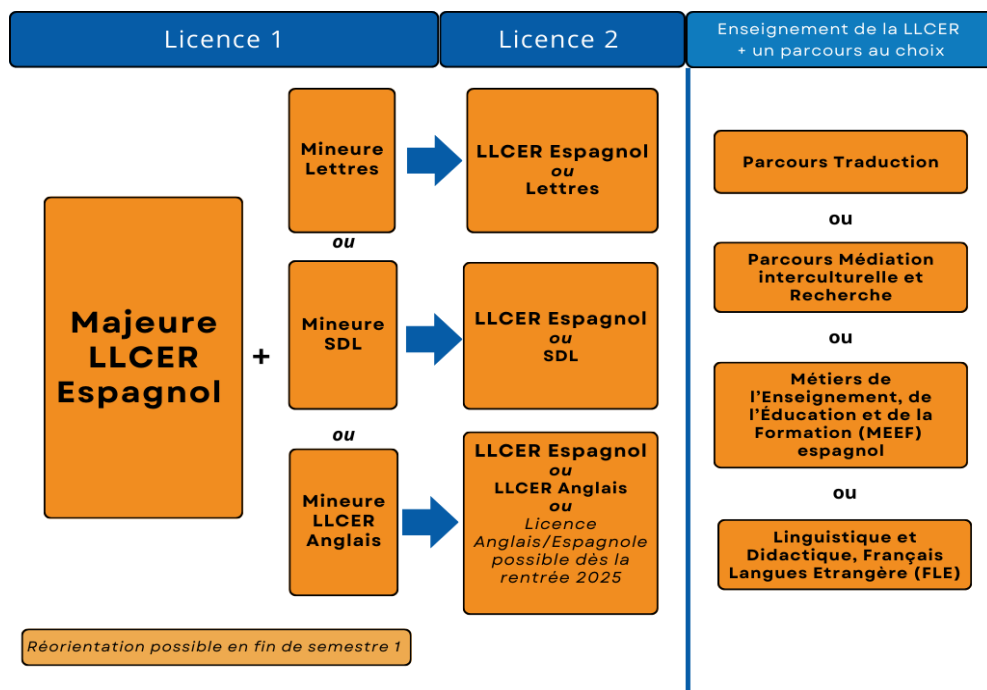 Licence 1
Licence 2
Enseignement de la LLCER
+ un parcours au choix
Majeure
LLCER
Espagnol
+
Mineure
Lettres
ou
Mineure
SDL
ou
Mineure
LLCER
Anglais
LLCER Espagnol
ou
Lettres
LLCER Espagnol
ou
SDL
LLCER Espagnol
ou
LLCER Anglais
ou
Licence
Anglais/Espagnole
possible dès la
rentrée 2025
Parcours Traduction
ou
Parcours Médiation
interculturelle et
Recherche
ou
Métiers de
l'Enseignement, de
l'Éducation et de la
Formation (MEEF)
espagnol
ou
Linguistique et
Didactique, Français
Langues Etrangère (FLE)
Réorientation possible en fin de semestre 1